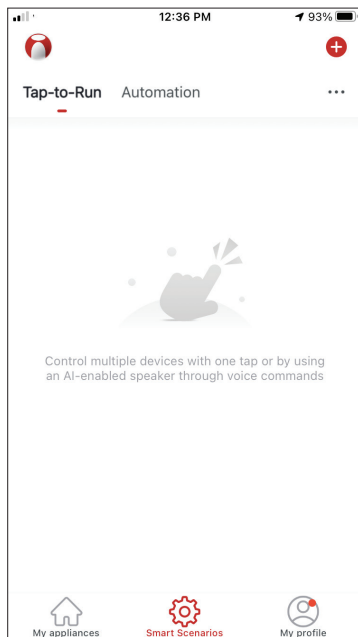 12:36 PM
93%
Tap-to-Run
Automation
Control multiple devices with one tap or by using
an AI-enabled speaker through voice commands
My appliances
Smart Scenarios
My profile